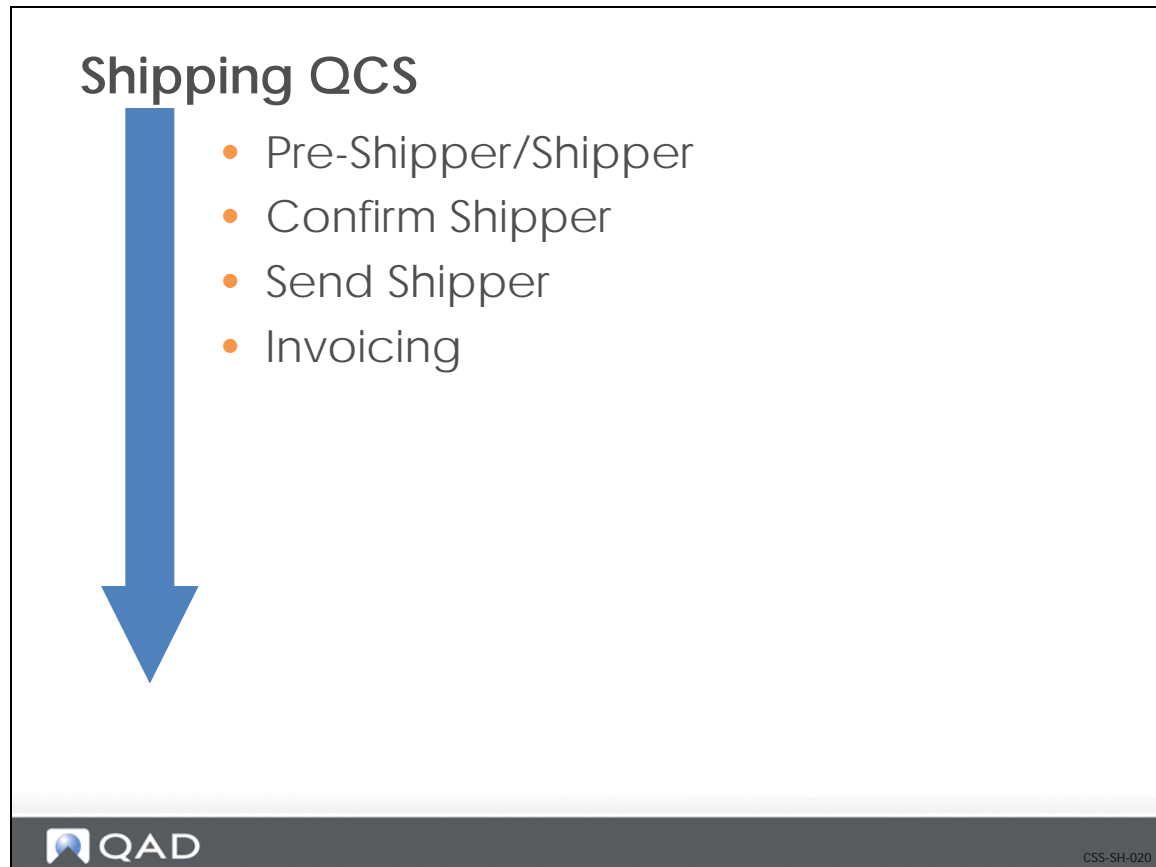 Shipping QCS
• Pre-Shipper/Shipper
• Confirm Shipper
• Send Shipper
• Invoicing
QAD
CSS-SH-020